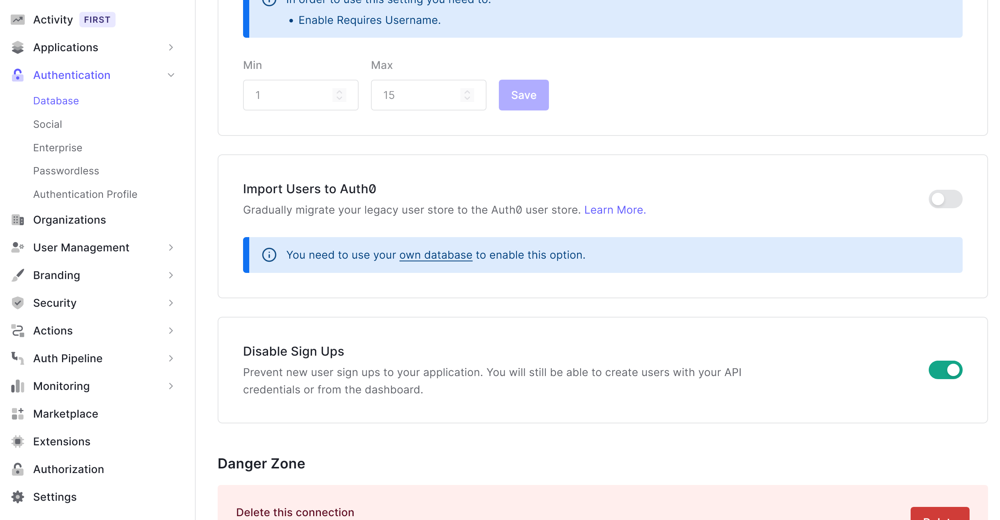 Activity FIRST
Applications
Authentication
Database
Social
Enterprise
Passwordless
Authentication Profile
Organizations
User Management
Branding
Security
Actions
Auth Pipeline
Monitoring
Marketplace
Extensions
Authorization
Settings
In order to use this setting you need to:
• Enable Requires Username.
Min Max
1 15 Save
Import Users to Auth0
Gradually migrate your legacy user store to the Auth0 user store. Learn More.
You need to use your own database to enable this option.
Disable Sign Ups
Prevent new user sign ups to your application. You will still be able to create users with your API
credentials or from the dashboard.
Danger Zone
Delete this connection